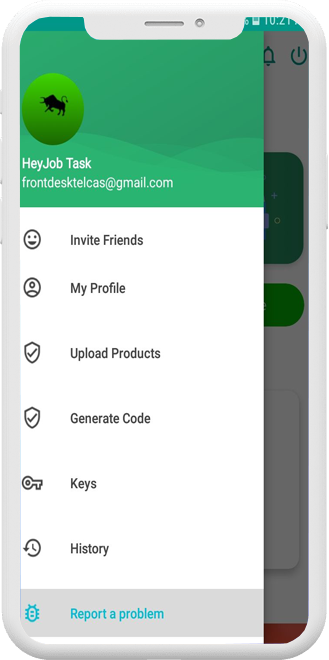 10:21
HeyJob Task
frontdesktelcas@gmail.com
Invite Friends
My Profile
Upload Products
Generate Code
Keys
History
Report a problem